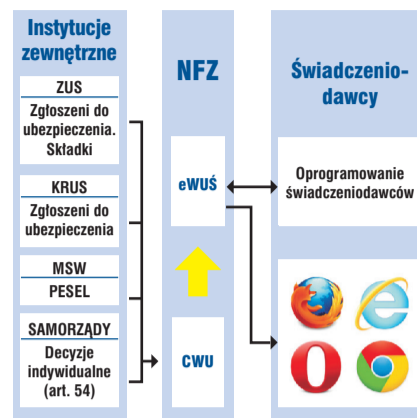 Instytucje
zewnętrzne
ZUS
Zgłoszeni do
ubezpieczenia.
Składki
KRUS
Zgłoszeni do
ubezpieczenia
MSW
PESEL
SAMORZĄDY
Decyzje
indywidualne
(art. 54)
NFZ
eWUŚ
CWU
Świadczenio-
dawcy
Oprogramowanie
świadczeniodawców